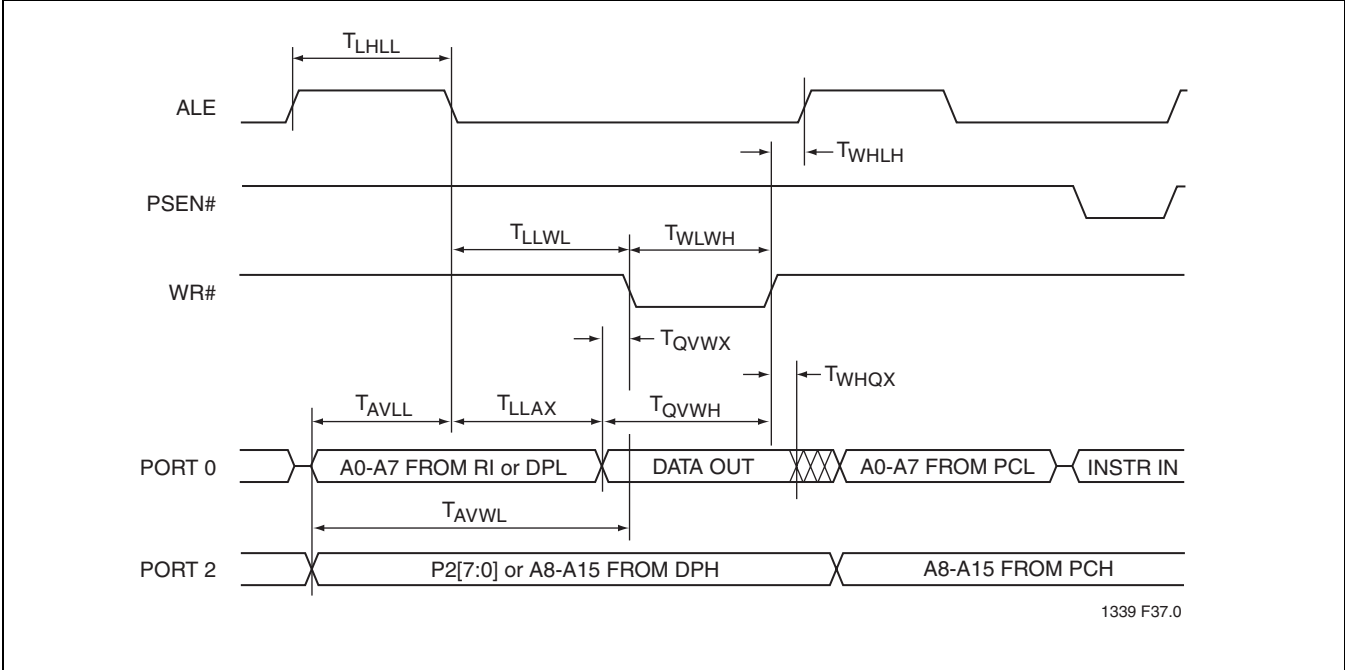 TLHLL
ALE
TWHLH
PSEN#
TLLWL
TWLWH
WR#
TQVWX
TWHQX
TAVLL
TLLAX
TQVWH
PORT 0
A0-A7 FROM RI or DPL
DATA OUT
A0-A7 FROM PCL
INSTR IN
TAVWL
PORT 2
P2[7:0] or A8-A15 FROM DPH
A8-A15 FROM PCH
1339 F37.0